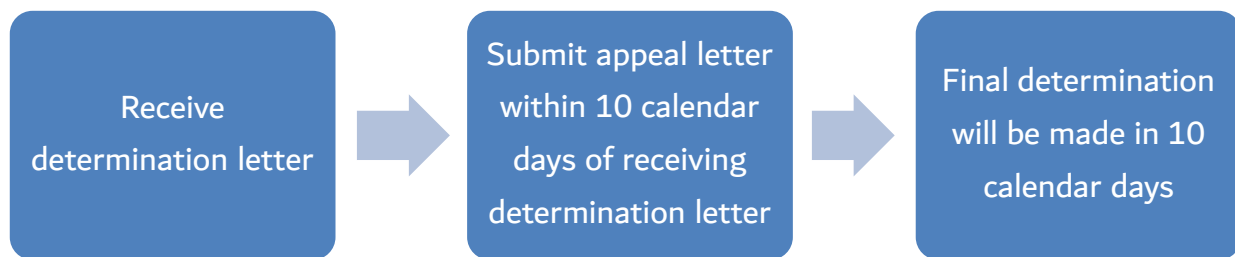 Receive
determination letter
Submit appeal letter
within 10 calendar
days of receiving
determination letter
Final determination
will be made in 10
calendar days